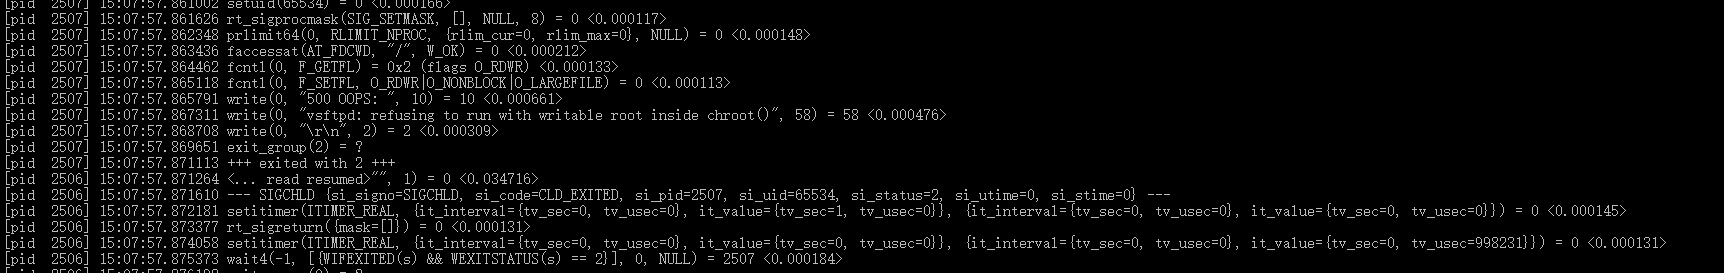 [pid  2507] 15:07:57.861002 setuid(65534) = 0 <0.000166>
[pid  2507] 15:07:57.861626 rt_sigprocmask(SIG_SETMASK, [], NULL, 8) = 0 <0.000117>
[pid  2507] 15:07:57.862348 prlimit64(0, RLIMIT_NPROC, {rlim_cur=0, rlim_max=0}, NULL) = 0 <0.000148>
[pid  2507] 15:07:57.863436 faccessat(AT_FDCWD, "/", W_OK) = 0 <0.000212>
[pid  2507] 15:07:57.864462 fcntl(0, F_GETFL) = 0x2 (flags O_RDWR) <0.000133>
[pid  2507] 15:07:57.865118 fcntl(0, F_SETFL, O_RDWR|O_NONBLOCK|O_LARGEFILE) = 0 <0.000113>
[pid  2507] 15:07:57.865791 write(0, "500 OOPS: ", 10) = 10 <0.000661>
[pid  2507] 15:07:57.867311 write(0, "vsftpd: refusing to run with writable root inside chroot()", 58) = 58 <0.000476>
[pid  2507] 15:07:57.868708 write(0, "\r\n", 2) = 2 <0.000309>
[pid  2507] 15:07:57.869651 exit_group(2) = ?
[pid  2507] 15:07:57.871113 +++ exited with 2 +++
[pid  2506] 15:07:57.871264 <... read resumed>"", 1) = 0 <0.034716>
[pid  2506] 15:07:57.871610 --- SIGCHLD {si_signo=SIGCHLD, si_code=CLD_EXITED, si_pid=2507, si_uid=65534, si_status=2, si_utime=0, si_stime=0} ---
[pid  2506] 15:07:57.872181 setitimer(ITIMER_REAL, {it_interval={tv_sec=0, tv_usec=0}, it_value={tv_sec=1, tv_usec=0}}, {it_interval={tv_sec=0, tv_usec=0}, it_value={tv_sec=0, tv_usec=0}}) = 0 <0.000145>
[pid  2506] 15:07:57.873377 rt_sigreturn({mask=[]}) = 0 <0.000131>
[pid  2506] 15:07:57.874058 setitimer(ITIMER_REAL, {it_interval={tv_sec=0, tv_usec=0}, it_value={tv_sec=0, tv_usec=0}}, {it_interval={tv_sec=0, tv_usec=0}, it_value={tv_sec=0, tv_usec=998231}}) = 0 <0.000131>
[pid  2506] 15:07:57.875373 wait4(-1, [{WIFEXITED(s) && WEXITSTATUS(s) == 2}], 0, NULL) = 2507 <0.000184>